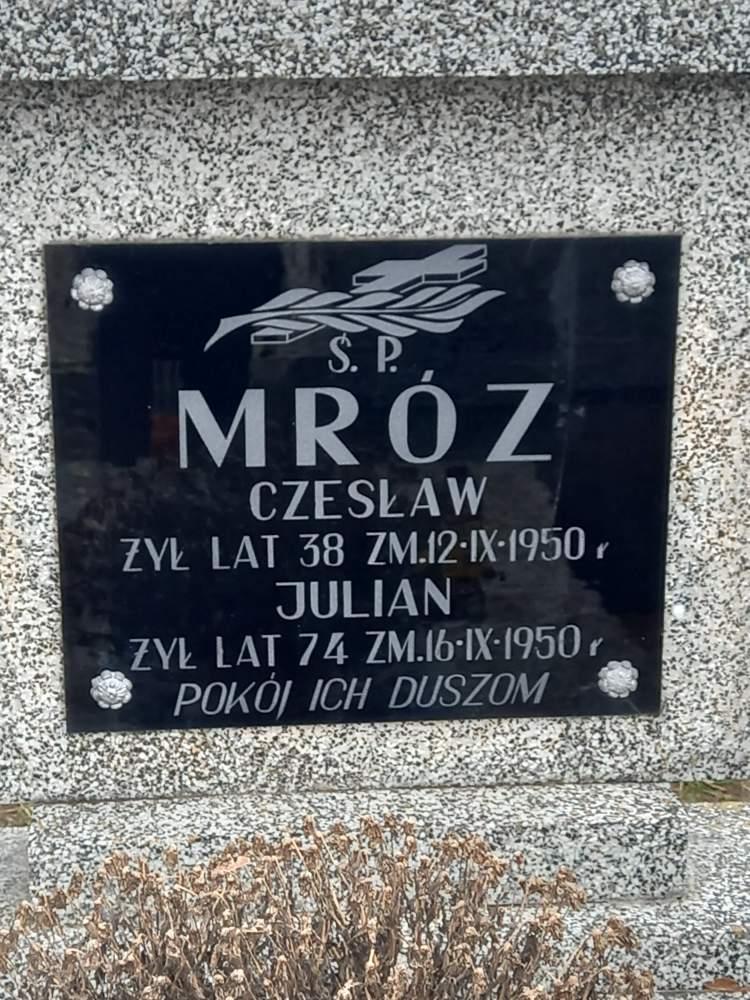 Ś. P.
MRÓZ
CZESŁAW
ŻYŁ LAT 38 ZM.12·IX·1950 r
JULIAN
ŻYŁ LAT 74 ZM.16·IX·1950 r
POKÓJ ICH DUSZOM